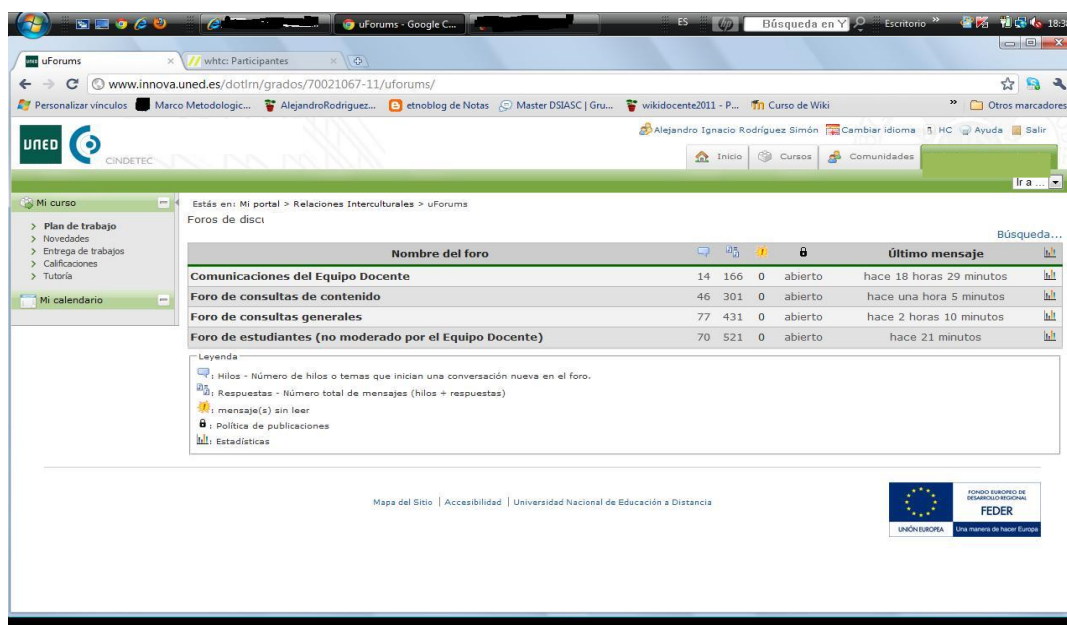 uForums - Google C...
ES
Búsqueda en Y
Escritorio »
18:38
uForums
whtc: Participantes
www.innova.uned.es/dotlrn/grados/70021067-11/uforums/
Personalizar vínculos
Marco Metodologic...
AlejandroRodriguez...
etnoblog de Notas
Master DSIASC | Gru...
wikidocente2011 - P...
Curso de Wiki
»
Otros marcadores
Alejandro Ignacio Rodríguez Simón
Cambiar idioma
HC
Ayuda
Salir
UNED
CINDETEC
Inicio
Cursos
Comunidades
Ir a ...
Mi curso
Estás en: Mi portal > Relaciones Interculturales > uForums
Foros de discu
> Plan de trabajo
> Novedades
> Entrega de trabajos
> Calificaciones
> Tutoría
Mi calendario
Búsqueda...
Nombre del foro Último mensaje
Comunicaciones del Equipo Docente 14 166 0 abierto hace 18 horas 29 minutos
Foro de consultas de contenido 46 301 0 abierto hace una hora 5 minutos
Foro de consultas generales 77 431 0 abierto hace 2 horas 10 minutos
Foro de estudiantes (no moderado por el Equipo Docente) 70 521 0 abierto hace 21 minutos
Leyenda
: Hilos - Número de hilos o temas que inician una conversación nueva en el foro.
: Respuestas - Número total de mensajes (hilos + respuestas)
: mensaje(s) sin leer
: Política de publicaciones
: Estadísticas
Mapa del Sitio | Accesibilidad | Universidad Nacional de Educación a Distancia
UNIÓN EUROPEA
FONDO EUROPEO DE
DESARROLLO REGIONAL
FEDER
Una manera de hacer Europa